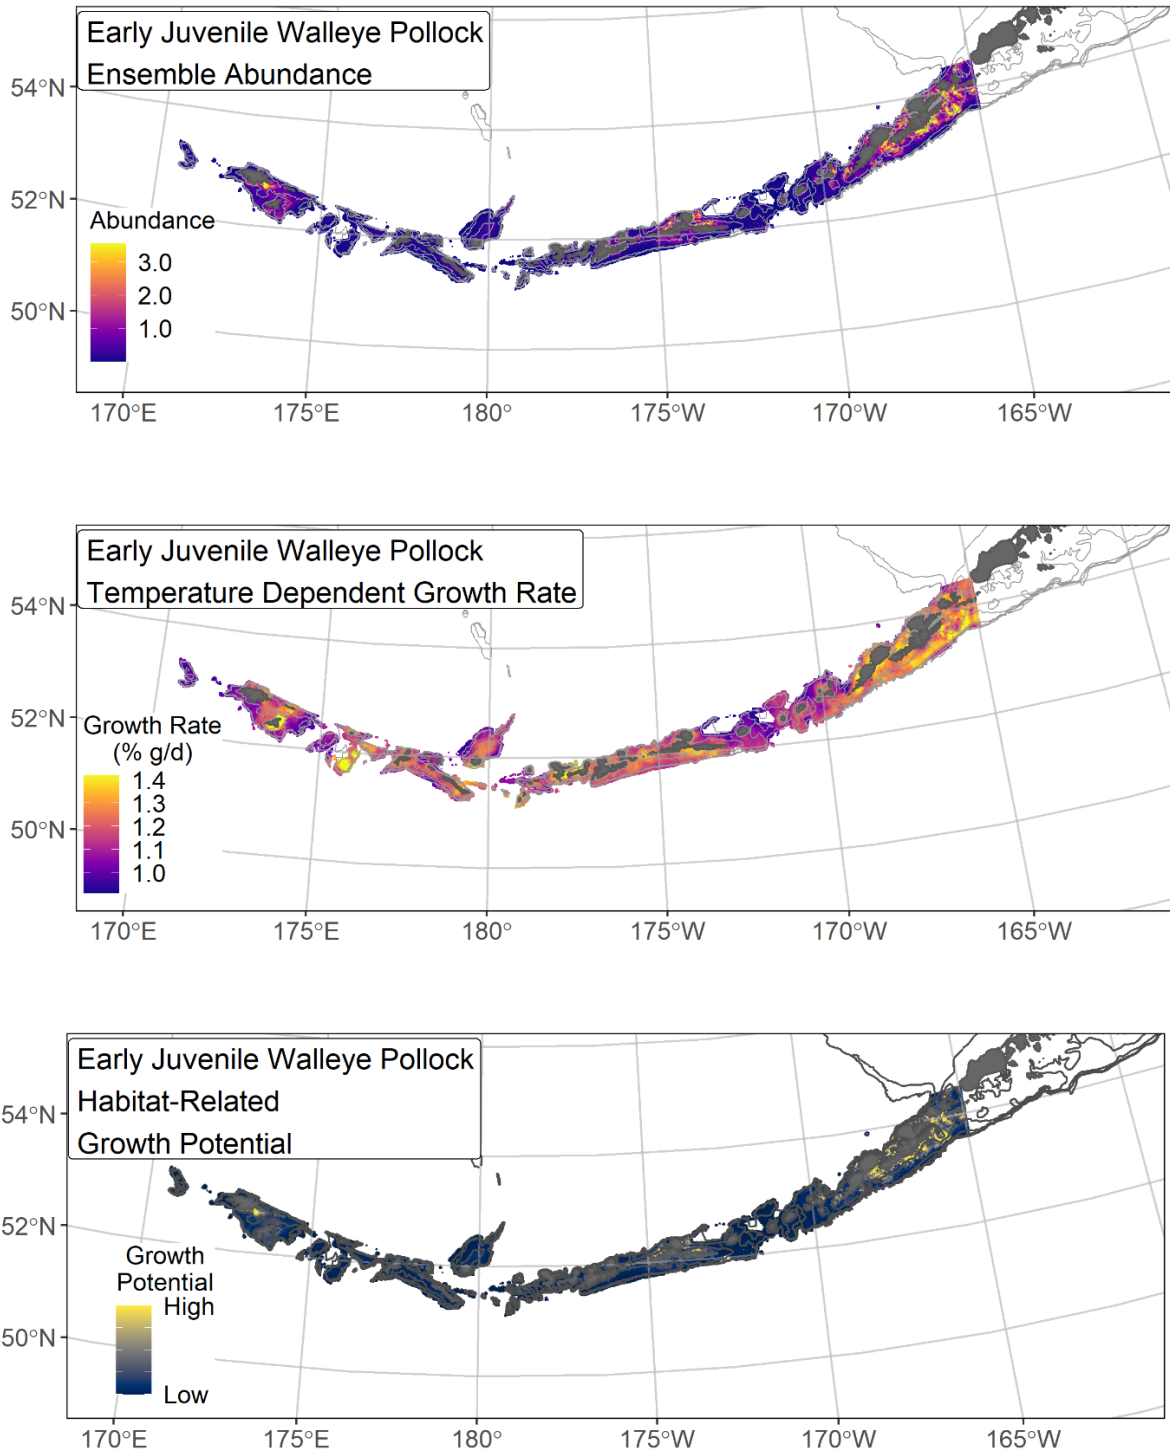 Early Juvenile Walleye Pollock
Ensemble Abundance
54°N
52°N
50°N
Abundance
3.0
2.0
1.0
170°E
175°E
180°
175°W
170°W
165°W
Early Juvenile Walleye Pollock
Temperature Dependent Growth Rate
54°N
52°N
50°N
Growth Rate
(% g/d)
1.4
1.3
1.2
1.1
1.0
170°E
175°E
180°
175°W
170°W
165°W
Early Juvenile Walleye Pollock
Habitat-Related
Growth Potential
54°N
52°N
50°N
Growth
Potential
High
Low
170°E
175°E
180°
175°W
170°W
165°W